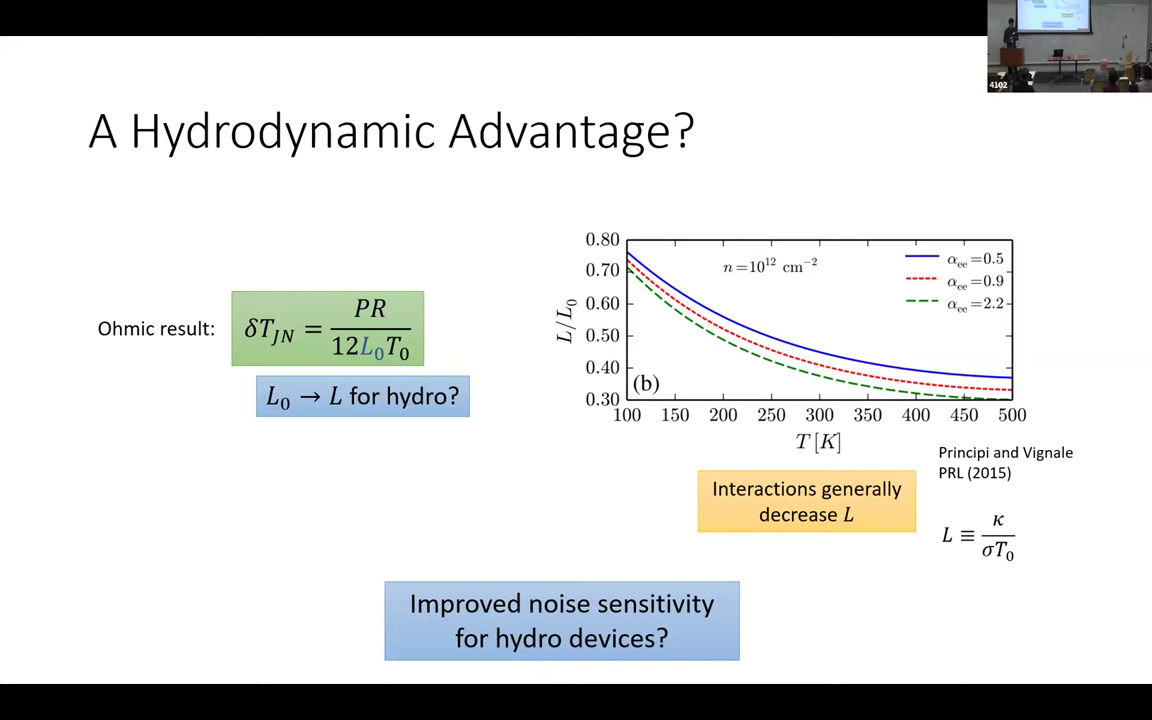 4102
A Hydrodynamic Advantage?
Ohmic result:
δT_JN = PR / 12L₀T₀
L₀ → L for hydro?
L/L₀
0.80
0.70
0.60
0.50
0.40
0.30
n=10¹² cm⁻²
α_ee=0.5
α_ee=0.9
α_ee=2.2
(b)
100 150 200 250 300 350 400 450 500
T [K]
Principi and Vignale
PRL (2015)
Interactions generally
decrease L
L ≡ κ / σT₀
Improved noise sensitivity
for hydro devices?